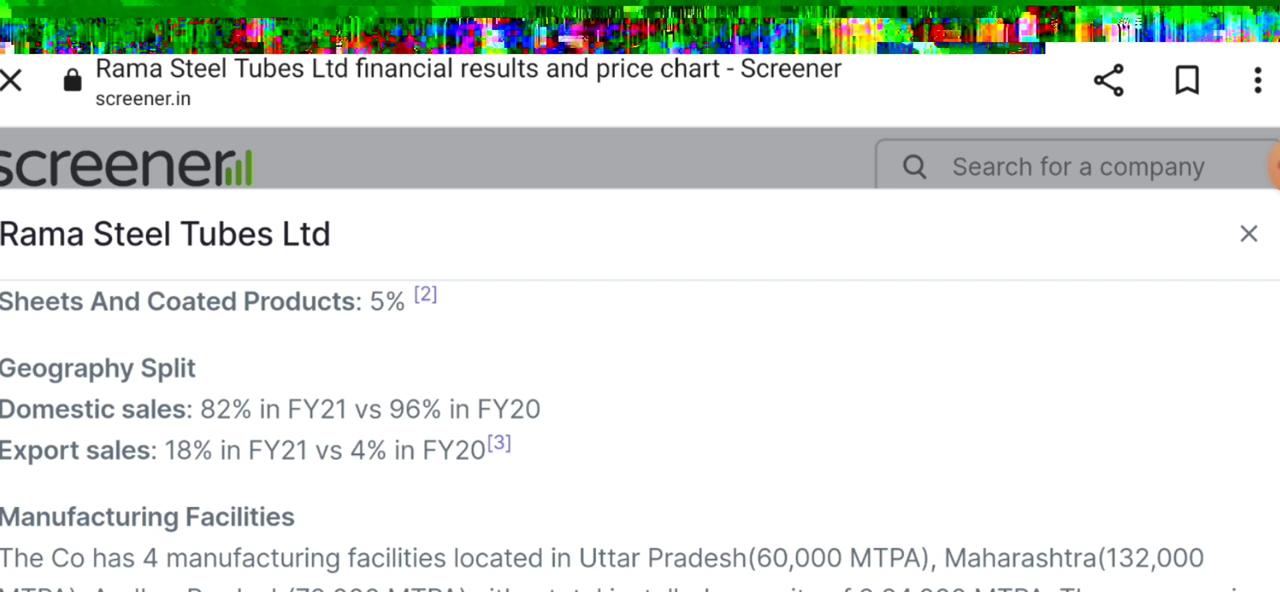 Rama Steel Tubes Ltd financial results and price chart - Screener
screener.in
screener
Search for a company
Rama Steel Tubes Ltd
Sheets And Coated Products: 5% [2]
Geography Split
Domestic sales: 82% in FY21 vs 96% in FY20
Export sales: 18% in FY21 vs 4% in FY20[3]
Manufacturing Facilities
The Co has 4 manufacturing facilities located in Uttar Pradesh(60,000 MTPA), Maharashtra(132,000